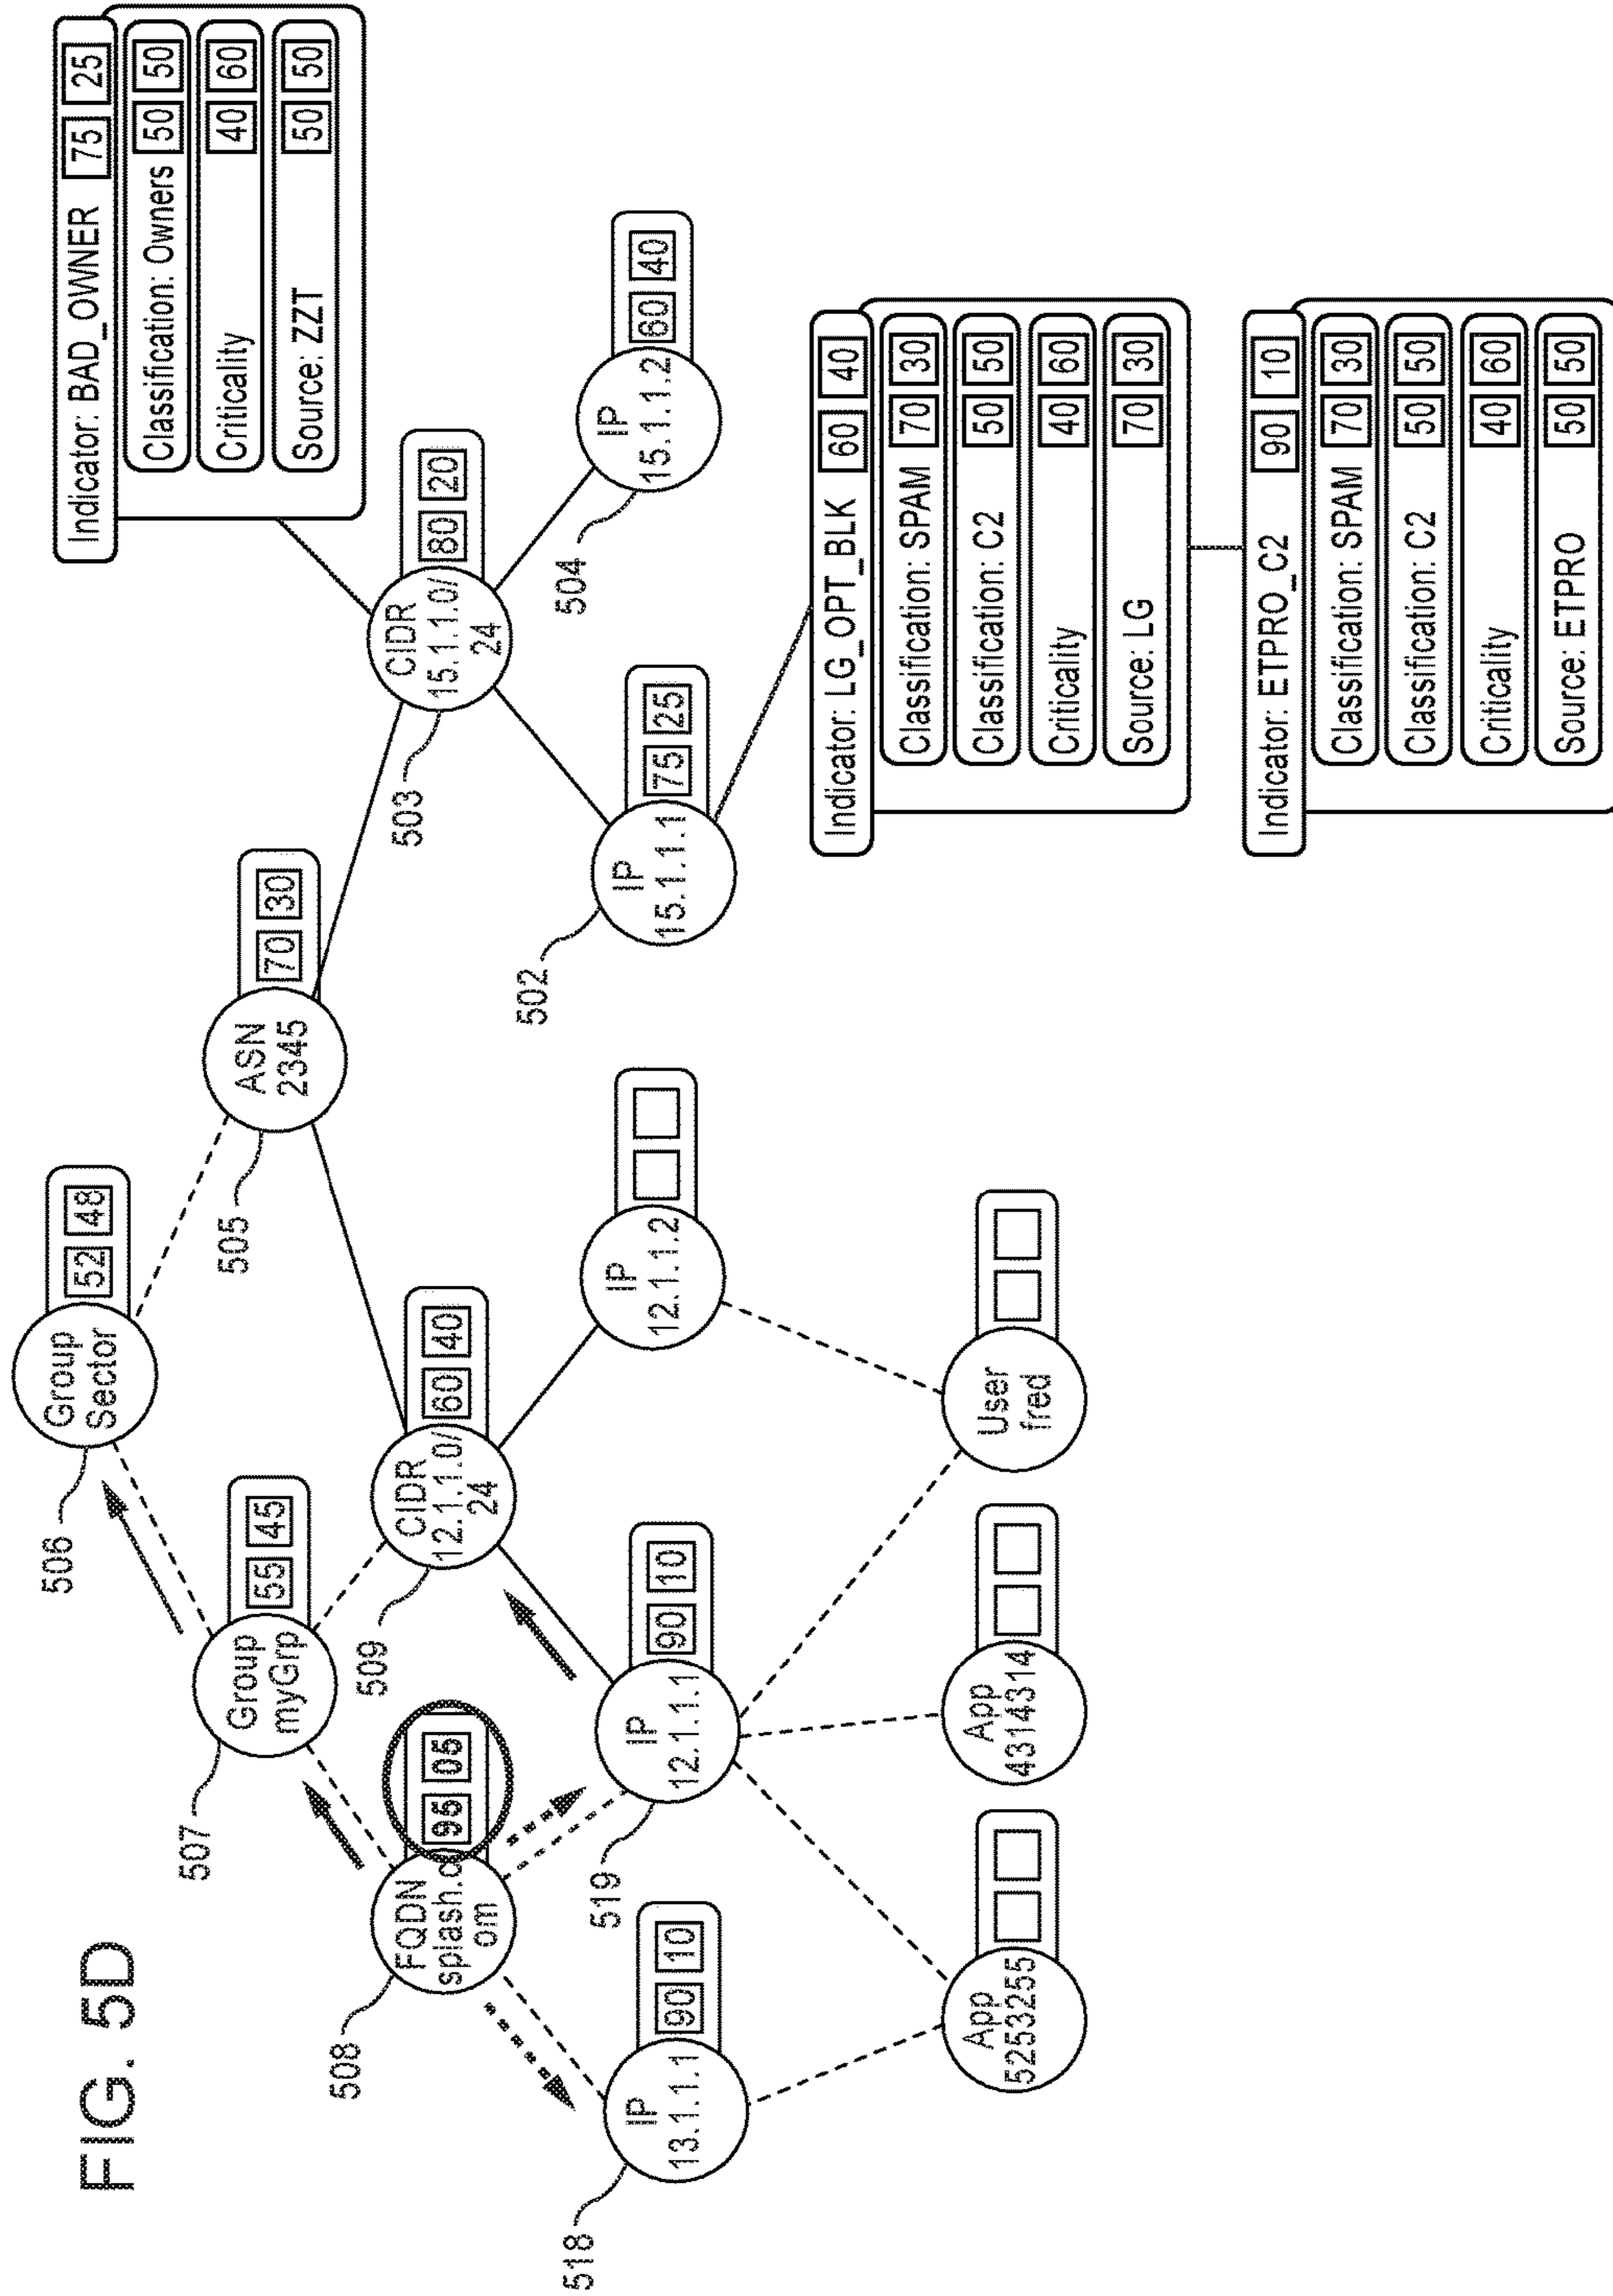 FIG. 5D
506
Group
Sector
52 48
507
Group
myGrp
55 45
505
ASN
2345
70 30
Indicator: BAD_OWNER 75 25
Classification: Owners 50 50
Criticality 40 60
Source: ZZT 50 50
508
FQDN
splash.c
om
95 05
509
CIDR
12.1.1.0/
24
60 40
503
CIDR
15.1.1.0/
24
80 20
518
IP
13.1.1.1
90 10
519
IP
12.1.1.1
90 10
IP
12.1.1.2
502
IP
15.1.1.1
75 25
504
IP
15.1.1.2
60 40
App
5253255
App
4314314
User
fred
Indicator: LG_OPT_BLK 60 40
Classification: SPAM 70 30
Classification: C2 50 50
Criticality 40 60
Source: LG 70 30
Indicator: ETPRO_C2 90 10
Classification: SPAM 70 30
Classification: C2 50 50
Criticality 40 60
Source: ETPRO 50 50